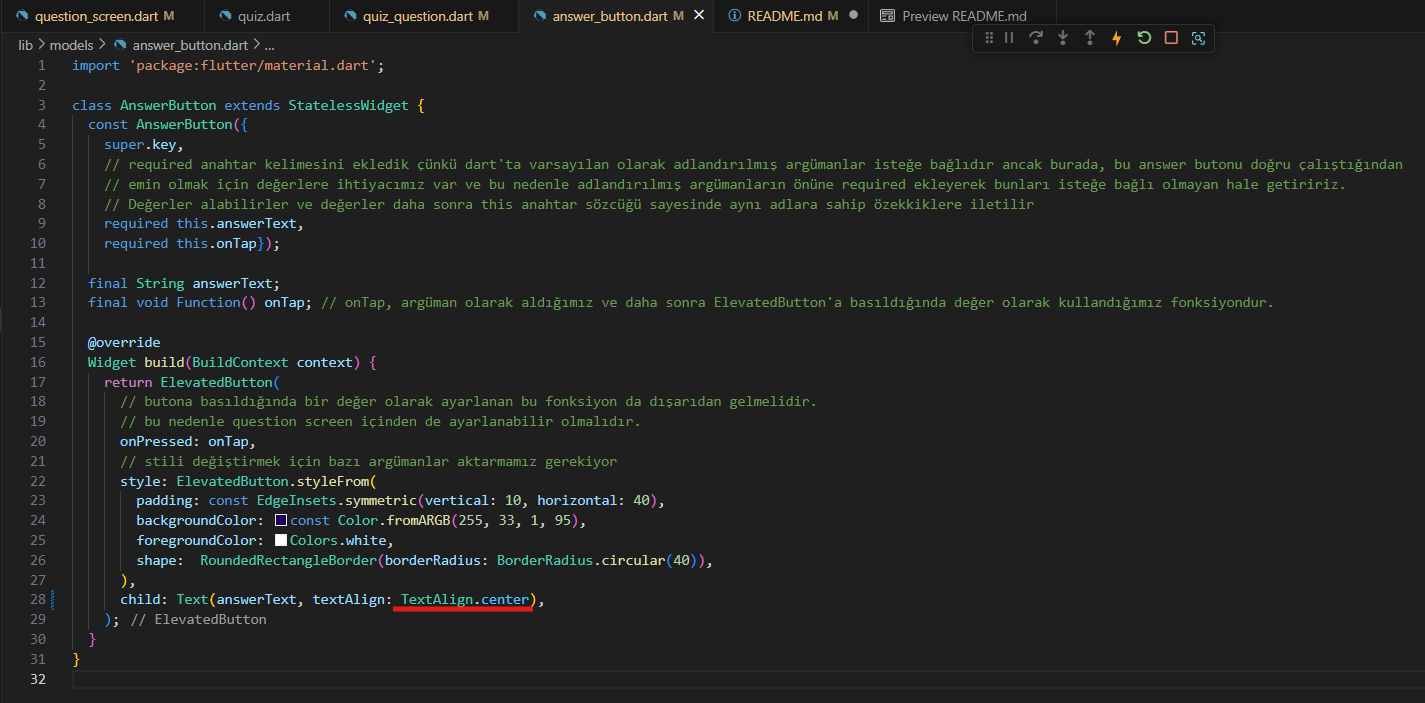 question_screen.dart M
quiz.dart
quiz_question.dart M
answer_button.dart M
README.md M
Preview README.md
lib > models > answer_button.dart > ...
1 import 'package:flutter/material.dart';
2
3 class AnswerButton extends StatelessWidget {
4 const AnswerButton({
5 super.key,
6 // required anahtar kelimesini ekledik çünkü dart'ta varsayılan olarak adlandırılmış argümanlar isteğe bağlıdır ancak burada, bu answer butonu doğru çalıştığından
7 // emin olmak için değerlere ihtiyacımız var ve bu nedenle adlandırılmış argümanların önüne required ekleyerek bunları isteğe bağlı olmayan hale getiririz.
8 // Değerler alabilirler ve değerler daha sonra this anahtar sözcüğü sayesinde aynı adlara sahip özekkiklere iletilir
9 required this.answerText,
10 required this.onTap});
11
12 final String answerText;
13 final void Function() onTap; // onTap, argüman olarak aldığımız ve daha sonra ElevatedButton'a basıldığında değer olarak kullandığımız fonksiyondur.
14
15 @override
16 Widget build(BuildContext context) {
17 return ElevatedButton(
18 // butona basıldığında bir değer olarak ayarlanan bu fonksiyon da dışarıdan gelmelidir.
19 // bu nedenle question screen içinden de ayarlanabilir olmalıdır.
20 onPressed: onTap,
21 // stili değiştirmek için bazı argümanlar aktarmamız gerekiyor
22 style: ElevatedButton.styleFrom(
23 padding: const EdgeInsets.symmetric(vertical: 10, horizontal: 40),
24 backgroundColor: const Color.fromARGB(255, 33, 1, 95),
25 foregroundColor: Colors.white,
26 shape:  RoundedRectangleBorder(borderRadius: BorderRadius.circular(40)),
27 ),
28 child: Text(answerText, textAlign: TextAlign.center),
29 ); // ElevatedButton
30 }
31 }
32